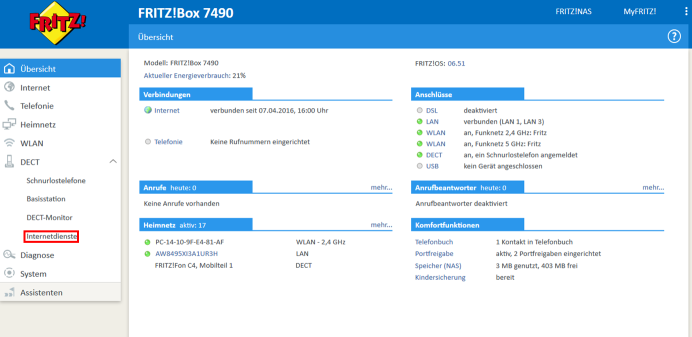 FRITZ!
FRITZ!Box 7490
FRITZ!NAS
MyFRITZ!
Übersicht
?
Übersicht
Internet
Telefonie
Heimnetz
WLAN
DECT
Schnurlostelefone
Basisstation
DECT-Monitor
Internetdienste
Diagnose
System
Assistenten
Modell: FRITZ!Box 7490
Aktueller Energieverbrauch: 21%
FRITZ!OS: 06.51
Verbindungen
Internet verbunden seit 07.04.2016, 16:00 Uhr
Telefonie Keine Rufnummern eingerichtet
Anschlüsse
DSL deaktiviert
LAN verbunden (LAN 1, LAN 3)
WLAN an, Funknetz 2,4 GHz: Fritz
WLAN an, Funknetz 5 GHz: Fritz
DECT an, ein Schnurlostelefon angemeldet
USB kein Gerät angeschlossen
Anrufe heute: 0 mehr...
Keine Anrufe vorhanden
Anrufbeantworter heute: 0 mehr...
Anrufbeantworter deaktiviert
Heimnetz aktiv: 17 mehr...
PC-14-10-9F-E4-81-AF WLAN - 2,4 GHz
AWB495XI3A1UR3H LAN
FRITZ!Fon C4, Mobilteil 1 DECT
Komfortfunktionen
Telefonbuch 1 Kontakt in Telefonbuch
Portfreigabe aktiv, 2 Portfreigaben eingerichtet
Speicher (NAS) 3 MB genutzt, 403 MB frei
Kindersicherung bereit